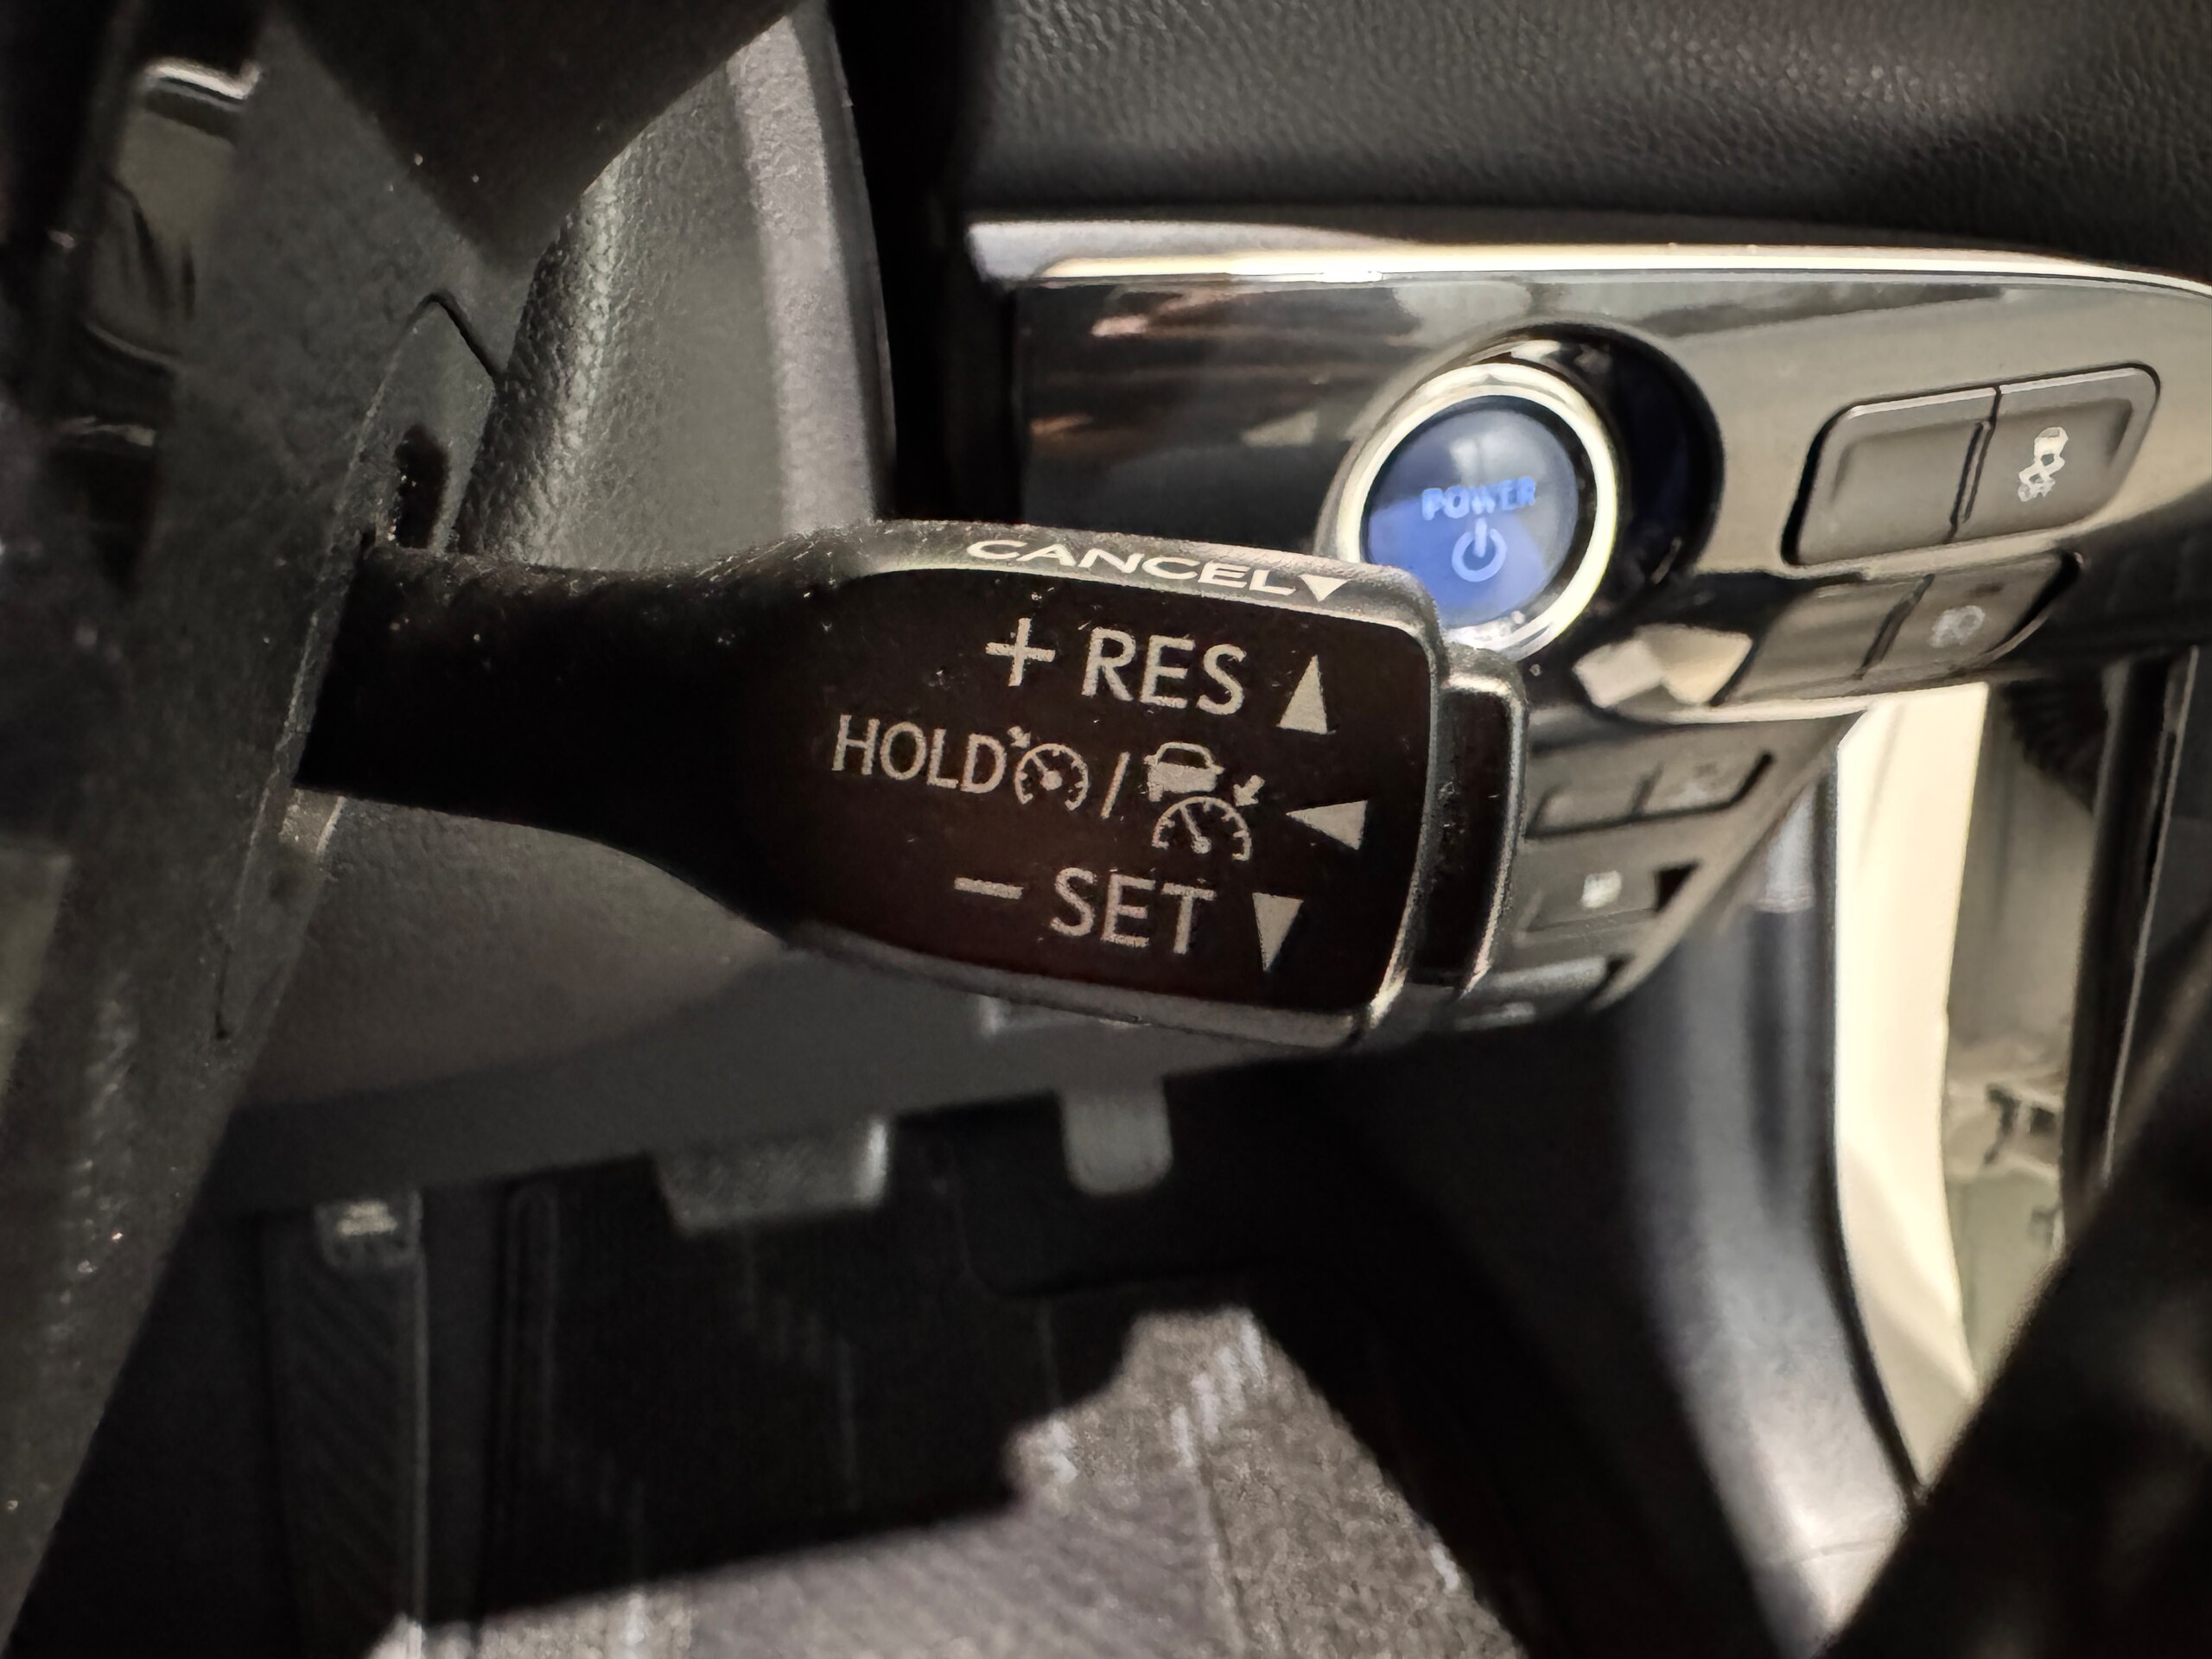 POWER
CANCEL
+ RES
HOLD /
− SET